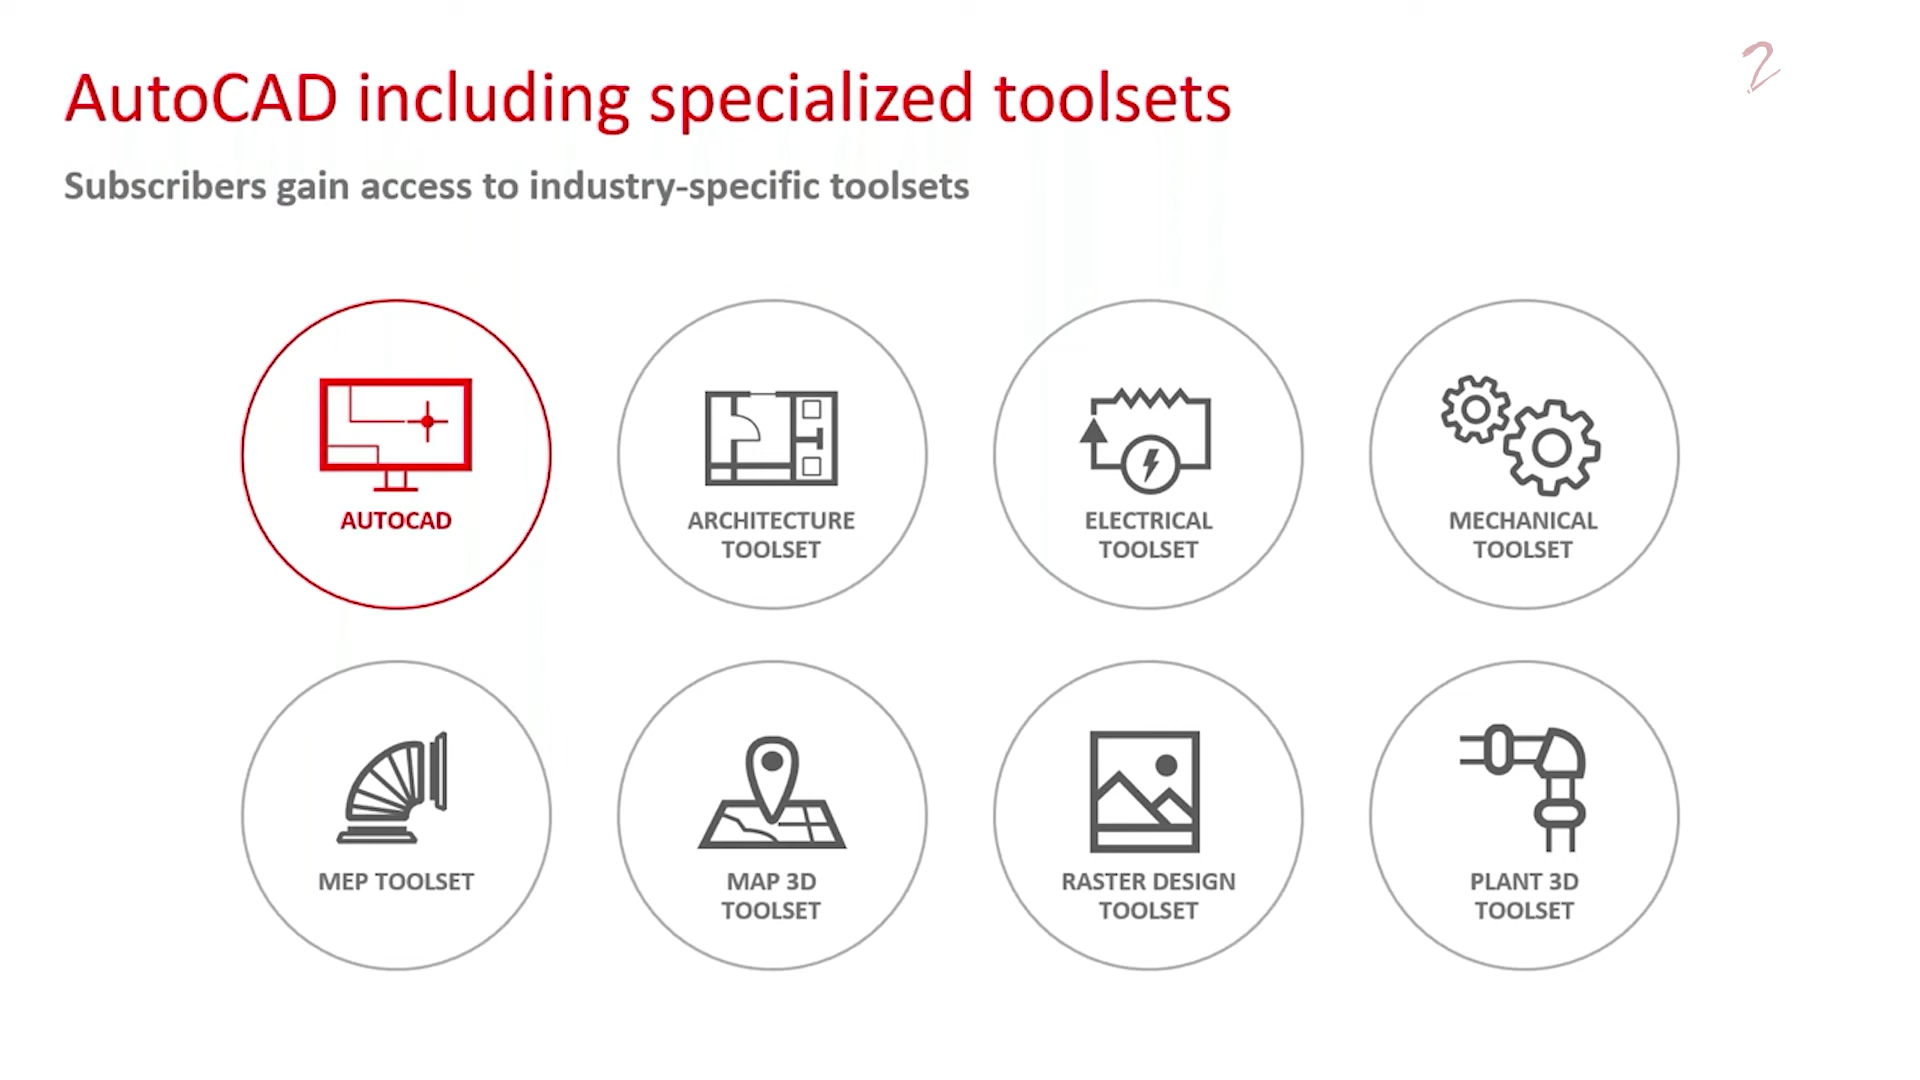 AutoCAD including specialized toolsets
Subscribers gain access to industry-specific toolsets
AUTOCAD
ARCHITECTURE
TOOLSET
ELECTRICAL
TOOLSET
MECHANICAL
TOOLSET
MEP TOOLSET
MAP 3D
TOOLSET
RASTER DESIGN
TOOLSET
PLANT 3D
TOOLSET